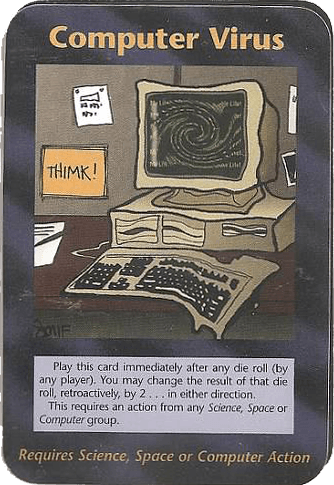 Computer Virus
THIMK!
Play this card immediately after any die roll (by
any player). You may change the result of that die
roll, retroactively, by 2 . . . in either direction.
This requires an action from any Science, Space or
Computer group.
Requires Science, Space or Computer Action